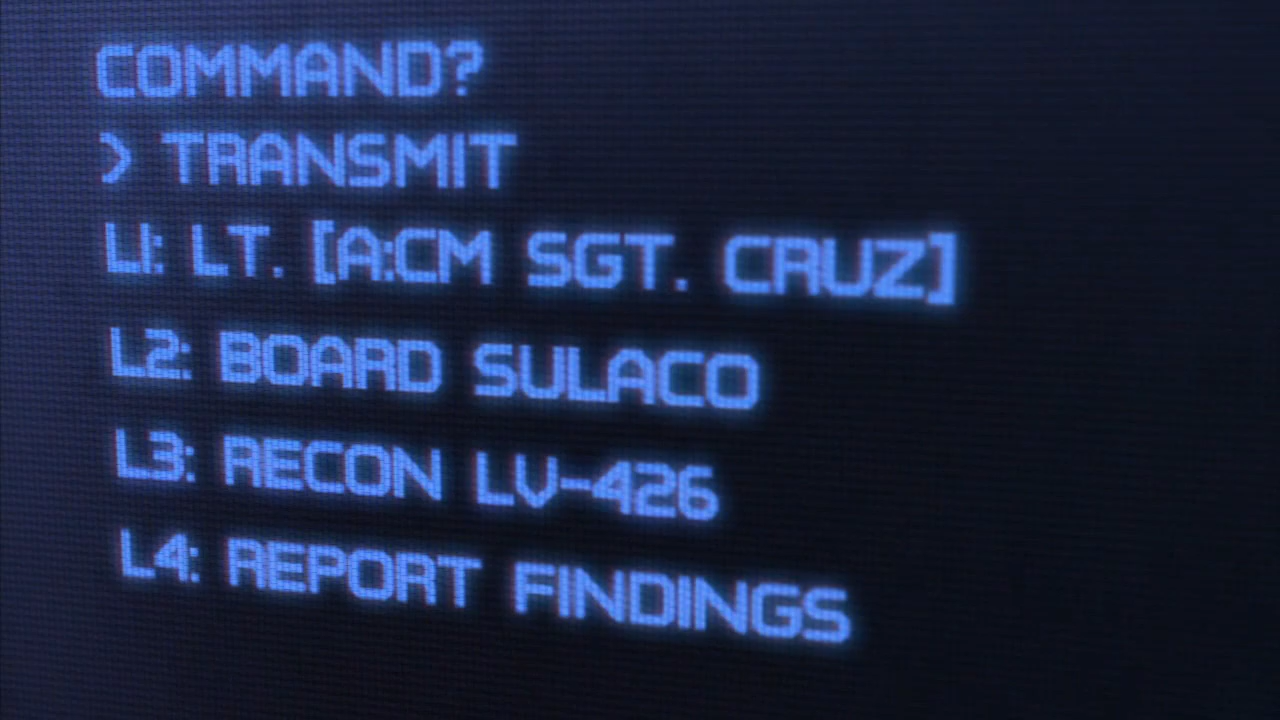 COMMAND?
> TRANSMIT
L1: LT. [A:CM SGT. CRUZ]
L2: BOARD SULACO
L3: RECON LV-426
L4: REPORT FINDINGS